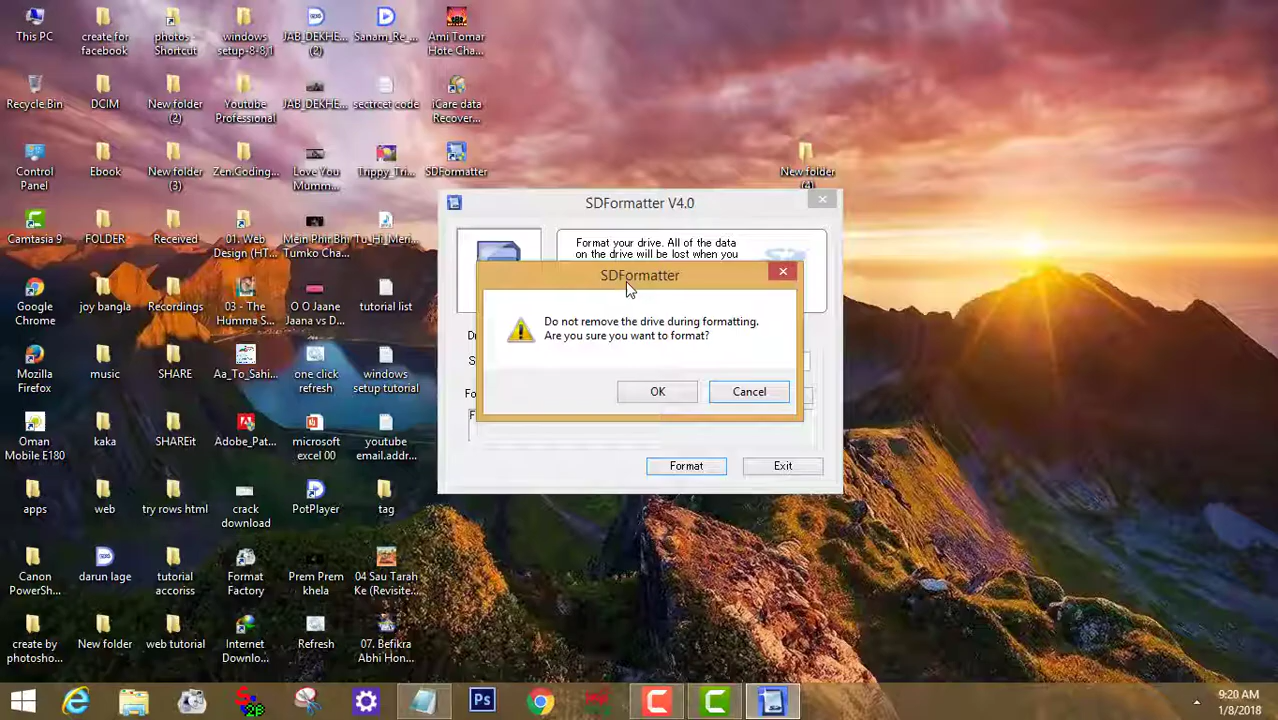 This PC
create for
facebook
photos -
Shortcut
windows
setup-8-8,1
JAB_DEKHE...
(2)
Sanam_Re_...
Ami Tomar
Hote Cha...
Recycle Bin
DCIM
New folder
(2)
Youtube
Professional
JAB_DEKHE...
sectrcet code
iCare data
Recover...
Control
Panel
Ebook
New folder
(3)
Zen.Coding...
Love You
Mumm...
Trippy_Tri...
SDFormatter
New folder
(4)
Camtasia 9
FOLDER
Received
01. Web
Design (HT...
Mein Phir Bhi
Tumko Cha...
Tu_Hi_Meri...
Google
Chrome
joy bangla
Recordings
03 - The
Humma S...
O O Jaane
Jaana vs D...
tutorial list
Mozilla
Firefox
music
SHARE
Aa_To_Sahi...
one click
refresh
windows
setup tutorial
Oman
Mobile E180
kaka
SHAREit
Adobe_Pat...
microsoft
excel 00
youtube
email.addr...
apps
web
try rows html
crack
download
PotPlayer
tag
Canon
PowerSh...
darun lage
tutorial
accoriss
Format
Factory
Prem Prem
khela
04 Sau Tarah
Ke (Revisite...
create by
photosho...
New folder
web tutorial
Internet
Downlo...
Refresh
07. Befikra
Abhi Hon...
SDFormatter V4.0
Format your drive. All of the data
on the drive will be lost when you
SDFormatter
Do not remove the drive during formatting.
Are you sure you want to format?
OK
Cancel
Format
Exit
Ps
9:20 AM
1/8/2018